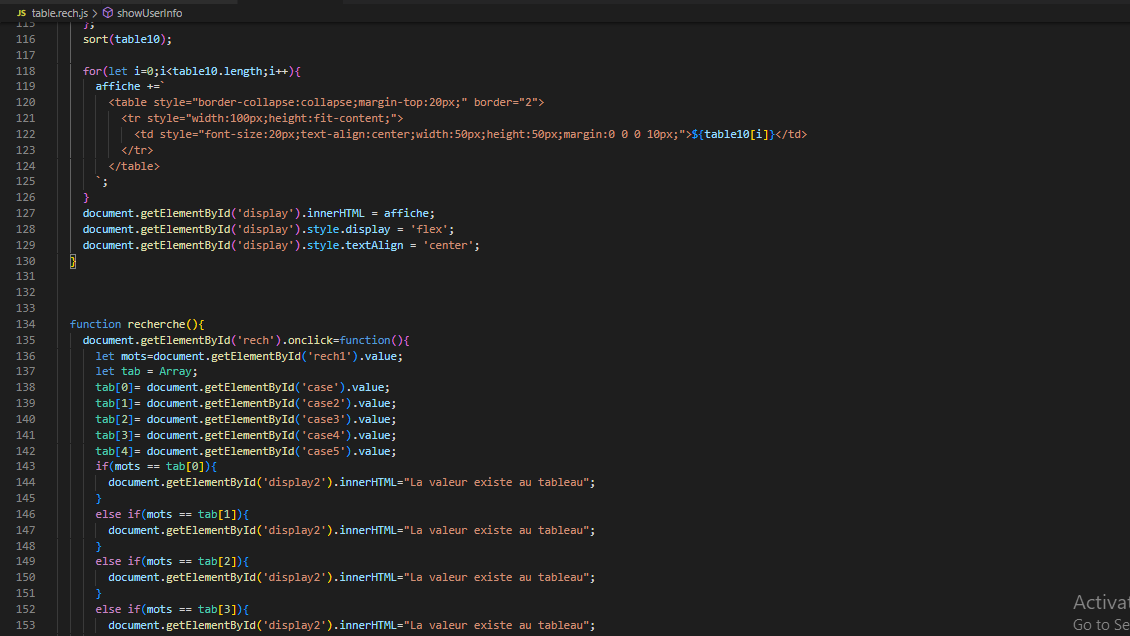 JS table.rech.js > showUserInfo
115 };
116 sort(table10);
117
118 for(let i=0;i<table10.length;i++){
119 affiche +=`
120 <table style="border-collapse:collapse;margin-top:20px;" border="2">
121 <tr style="width:100px;height:fit-content;">
122 <td style="font-size:20px;text-align:center;width:50px;height:50px;margin:0 0 0 10px;">${table10[i]}</td>
123 </tr>
124 </table>
125 `;
126 }
127 document.getElementById('display').innerHTML = affiche;
128 document.getElementById('display').style.display = 'flex';
129 document.getElementById('display').style.textAlign = 'center';
130 }
131
132
133
134 function recherche(){
135 document.getElementById('rech').onclick=function(){
136 let mots=document.getElementById('rech1').value;
137 let tab = Array;
138 tab[0]= document.getElementById('case').value;
139 tab[1]= document.getElementById('case2').value;
140 tab[2]= document.getElementById('case3').value;
141 tab[3]= document.getElementById('case4').value;
142 tab[4]= document.getElementById('case5').value;
143 if(mots == tab[0]){
144 document.getElementById('display2').innerHTML="La valeur existe au tableau";
145 }
146 else if(mots == tab[1]){
147 document.getElementById('display2').innerHTML="La valeur existe au tableau";
148 }
149 else if(mots == tab[2]){
150 document.getElementById('display2').innerHTML="La valeur existe au tableau";
151 }
152 else if(mots == tab[3]){
153 document.getElementById('display2').innerHTML="La valeur existe au tableau";
Activat
Go to Se